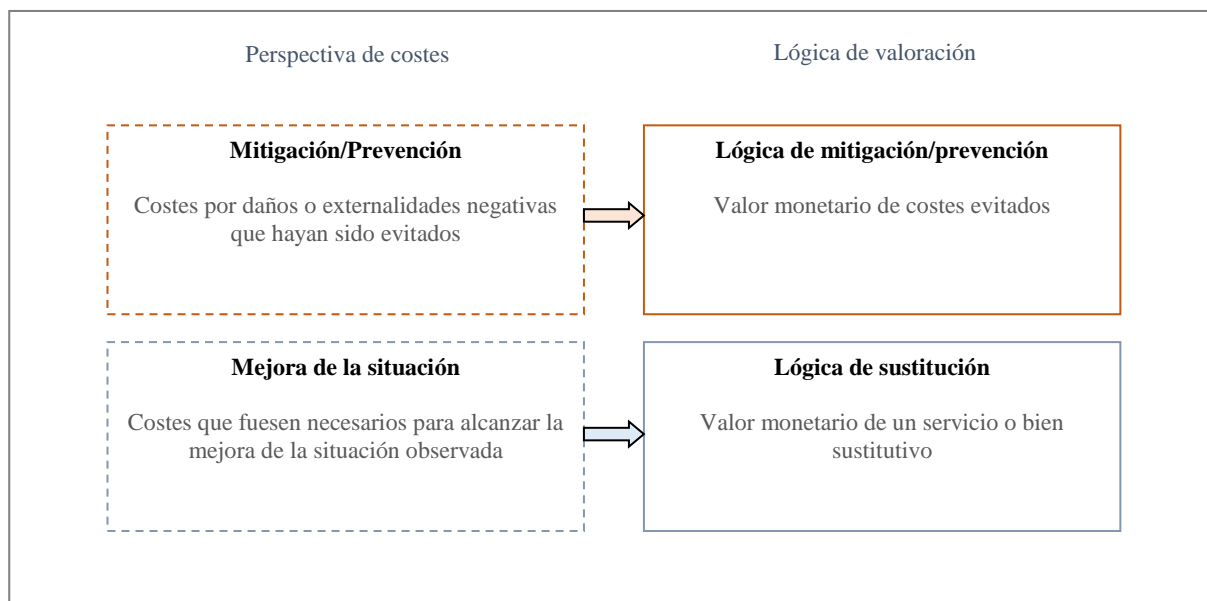 Perspectiva de costes
Lógica de valoración
Mitigación/Prevención
Costes por daños o externalidades negativas
que hayan sido evitados
Lógica de mitigación/prevención
Valor monetario de costes evitados
Mejora de la situación
Costes que fuesen necesarios para alcanzar la
mejora de la situación observada
Lógica de sustitución
Valor monetario de un servicio o bien
sustitutivo